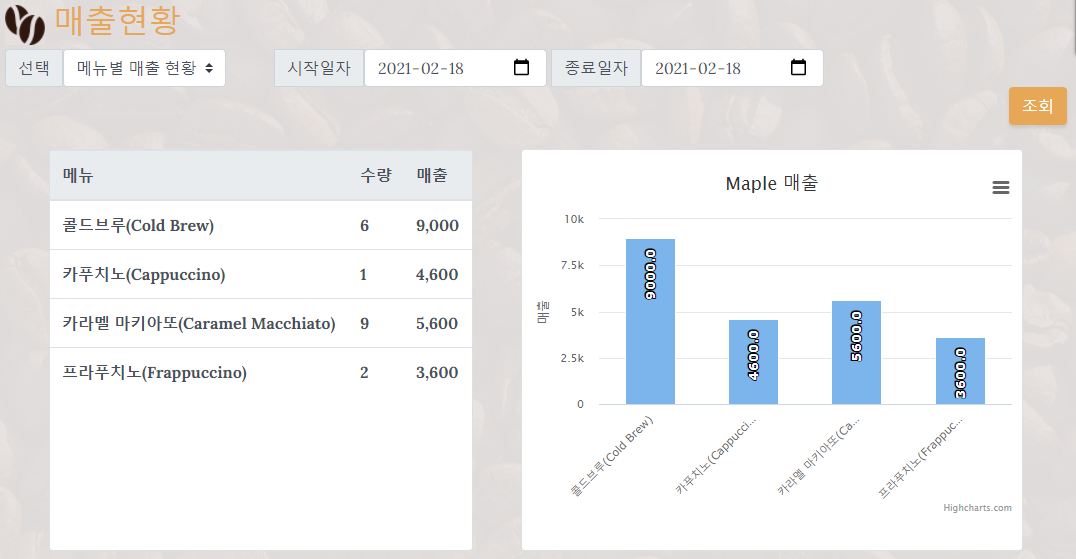 매출현황
선택 메뉴별 매출 현황 시작일자 2021-02-18 종료일자 2021-02-18
조회
메뉴 수량 매출
콜드브루(Cold Brew) 6 9,000
카푸치노(Cappuccino) 1 4,600
카라멜 마키아또(Caramel Macchiato) 9 5,600
프라푸치노(Frappuccino) 2 3,600
Maple 매출
매출
10k
7.5k
5k
2.5k
0
9000.0
4600.0
5600.0
3600.0
콜드브루(Cold Brew)
카푸치노(Cappucci...
카라멜 마키아또(Ca...
프라푸치노(Frappuc...
Highcharts.com